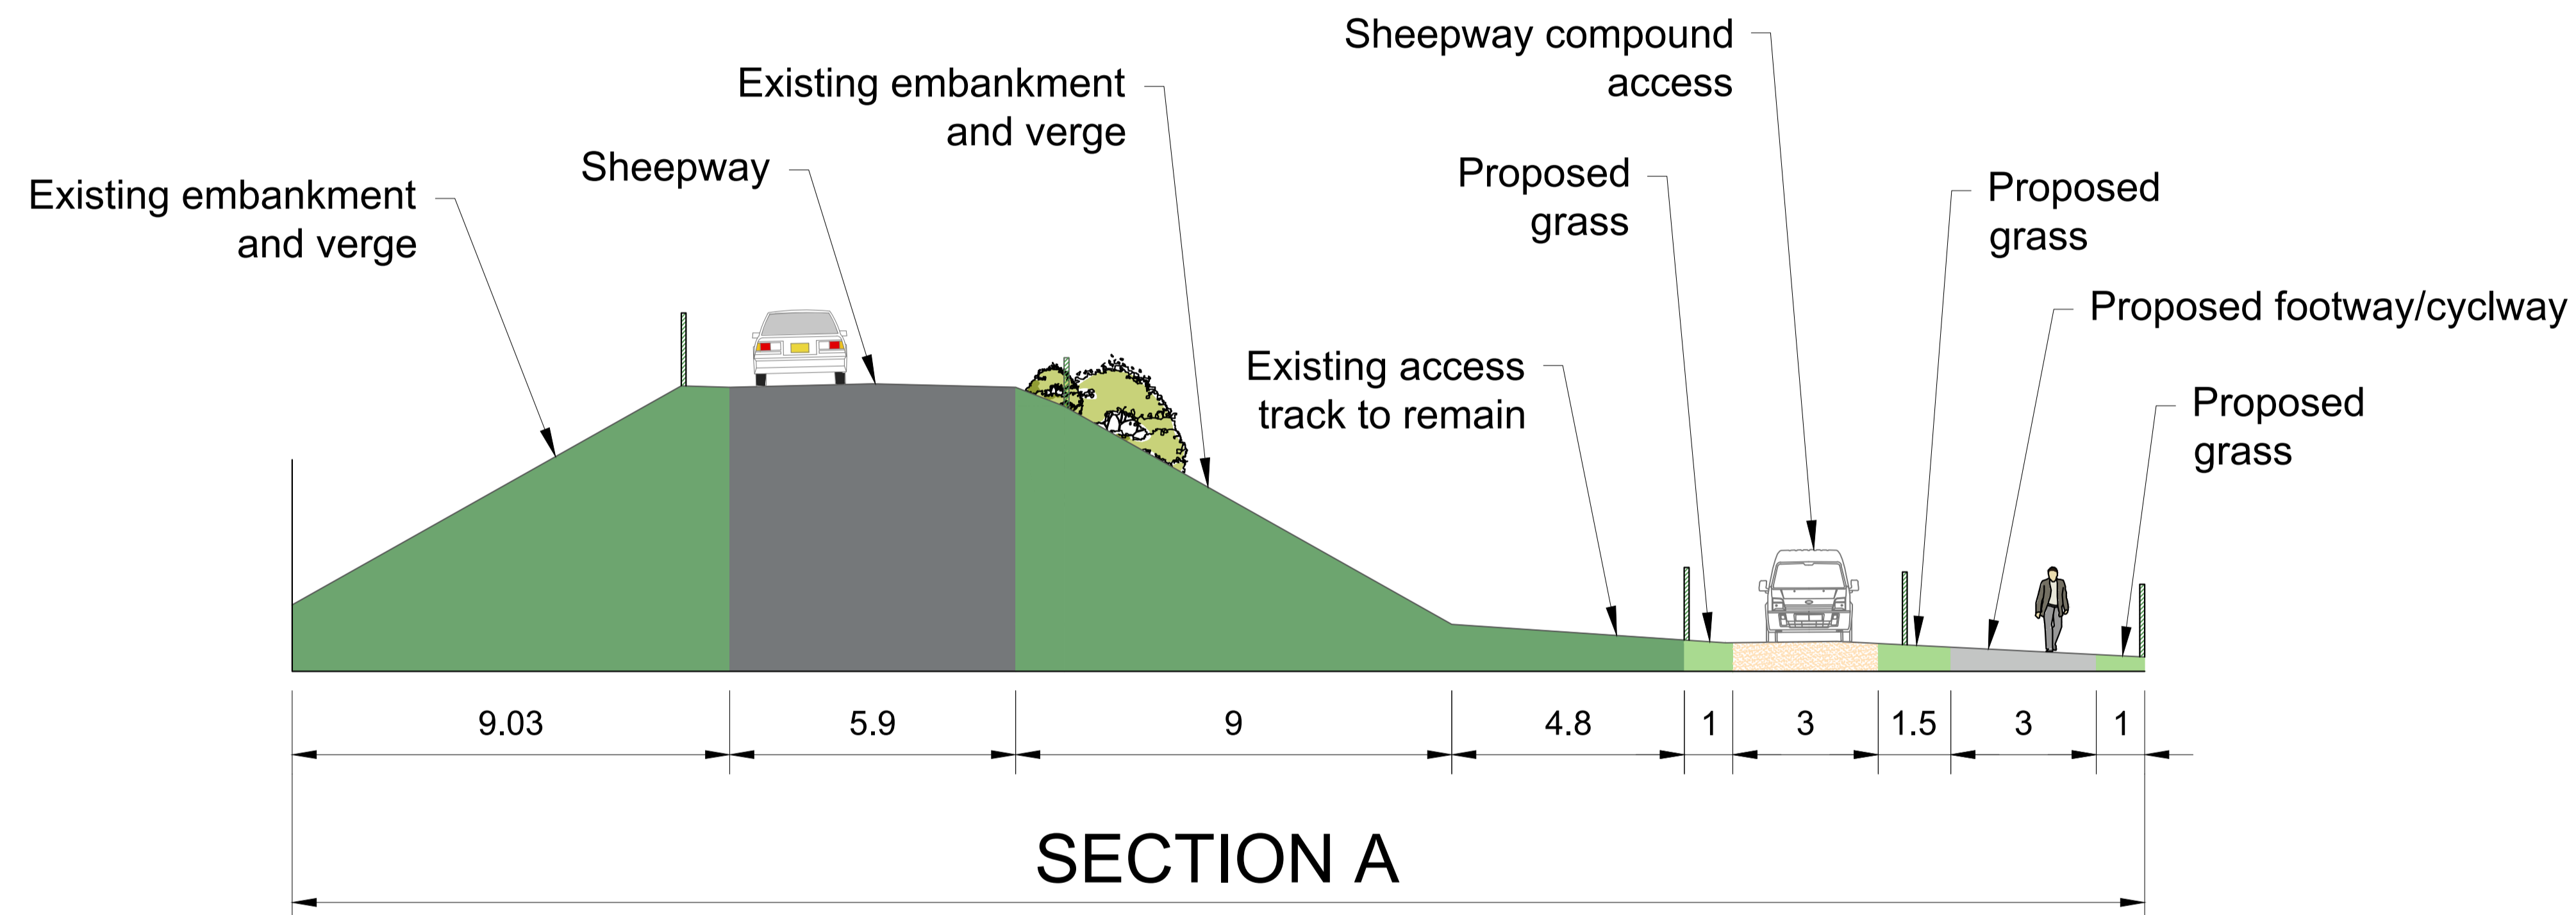 Sheepway compound
access
Existing embankment
and verge
Sheepway
Existing embankment
and verge
Proposed
grass
Proposed
grass
Proposed footway/cyclway
Existing access
track to remain
Proposed
grass
9.03
5.9
9
4.8
1
3
1.5
3
1
SECTION A